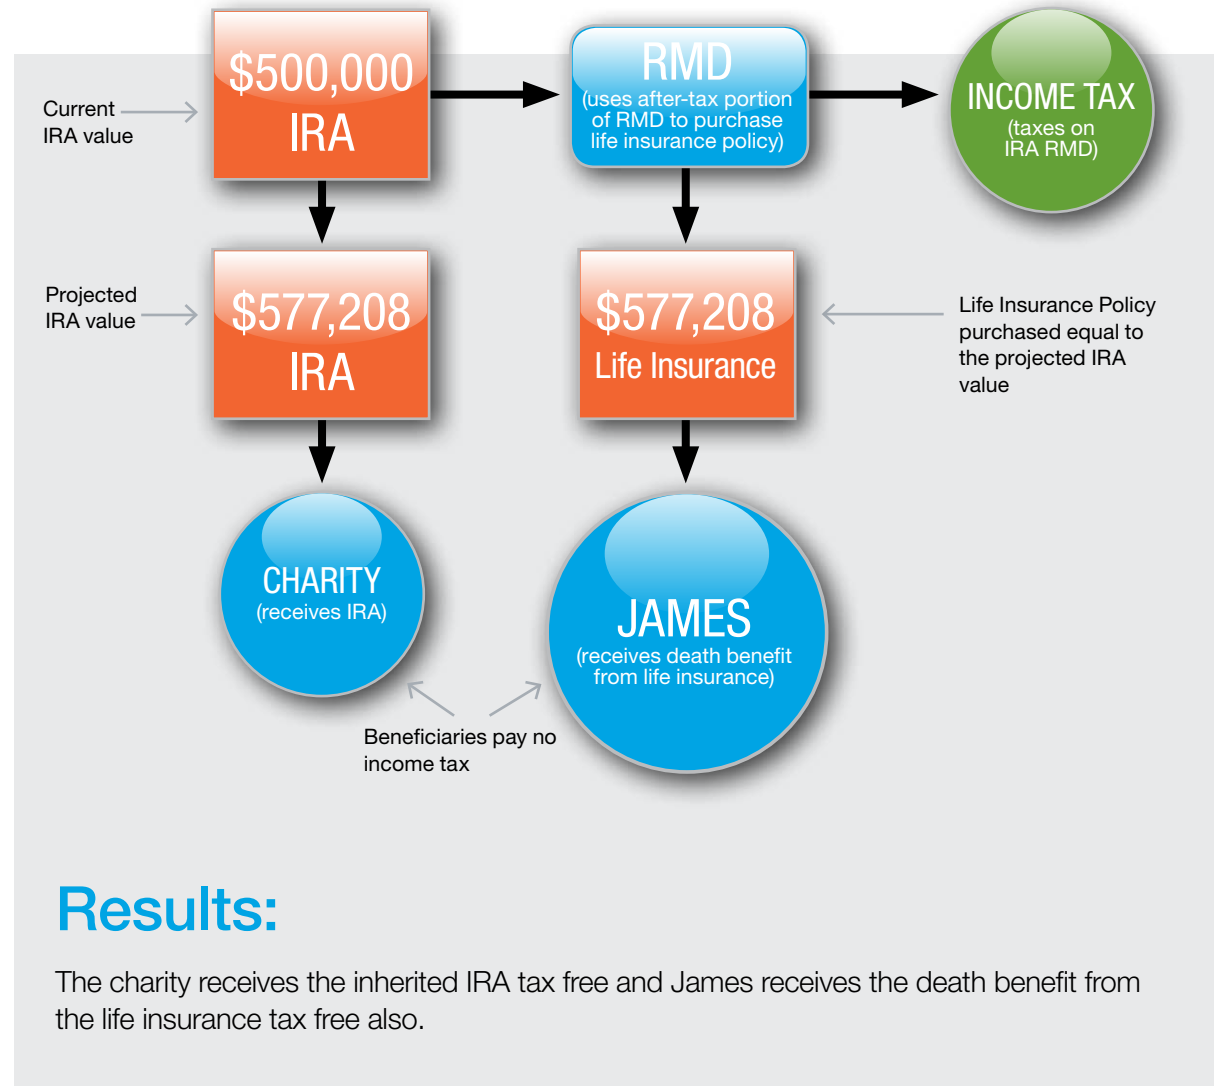 $500,000
IRA
Current
IRA value
RMD
(uses after-tax portion
of RMD to purchase
life insurance policy)
INCOME TAX
(taxes on
IRA RMD)
Projected
IRA value
$577,208
IRA
$577,208
Life Insurance
Life Insurance Policy
purchased equal to
the projected IRA
value
CHARITY
(receives IRA)
JAMES
(receives death benefit
from life insurance)
Beneficiaries pay no
income tax
Results:
The charity receives the inherited IRA tax free and James receives the death benefit from
the life insurance tax free also.